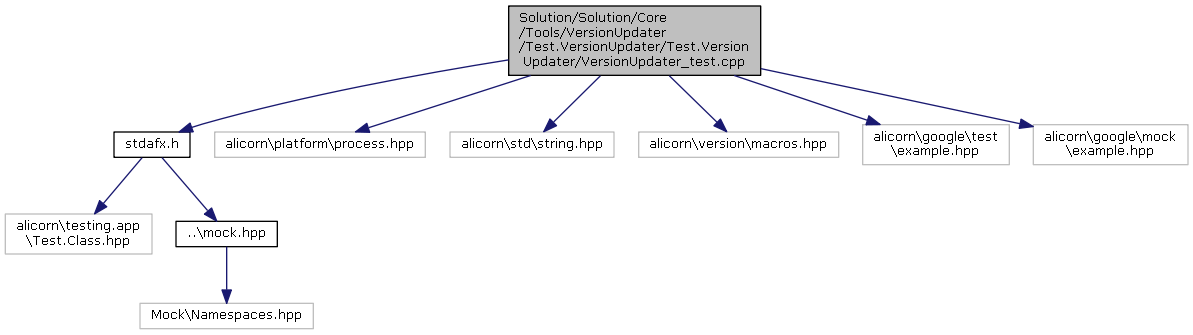 Solution/Solution/Core
/Tools/VersionUpdater
/Test.VersionUpdater/Test.Version
Updater/VersionUpdater_test.cpp
stdafx.h
alicorn\platform\process.hpp
alicorn\std\string.hpp
alicorn\version\macros.hpp
alicorn\google\test
\example.hpp
alicorn\google\mock
\example.hpp
alicorn\testing.app
\Test.Class.hpp
..\mock.hpp
Mock\Namespaces.hpp